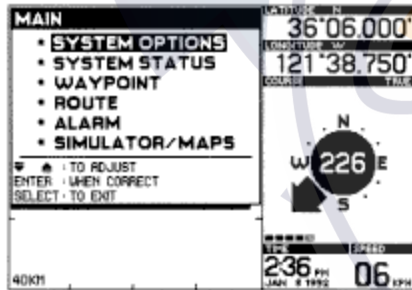 MAIN
• SYSTEM OPTIONS
• SYSTEM STATUS
• WAYPOINT
• ROUTE
• ALARM
• SIMULATOR/MAPS
: TO ADJUST
ENTER : WHEN CORRECT
SELECT : TO EXIT
40KM
LATITUDE N
36°06.000'
LONGITUDE W
121°38.750'
COURSE TRUE
N
W 226 E
S
TIME SPEED
2:36 PM
JAN 8 1992
06 KPH